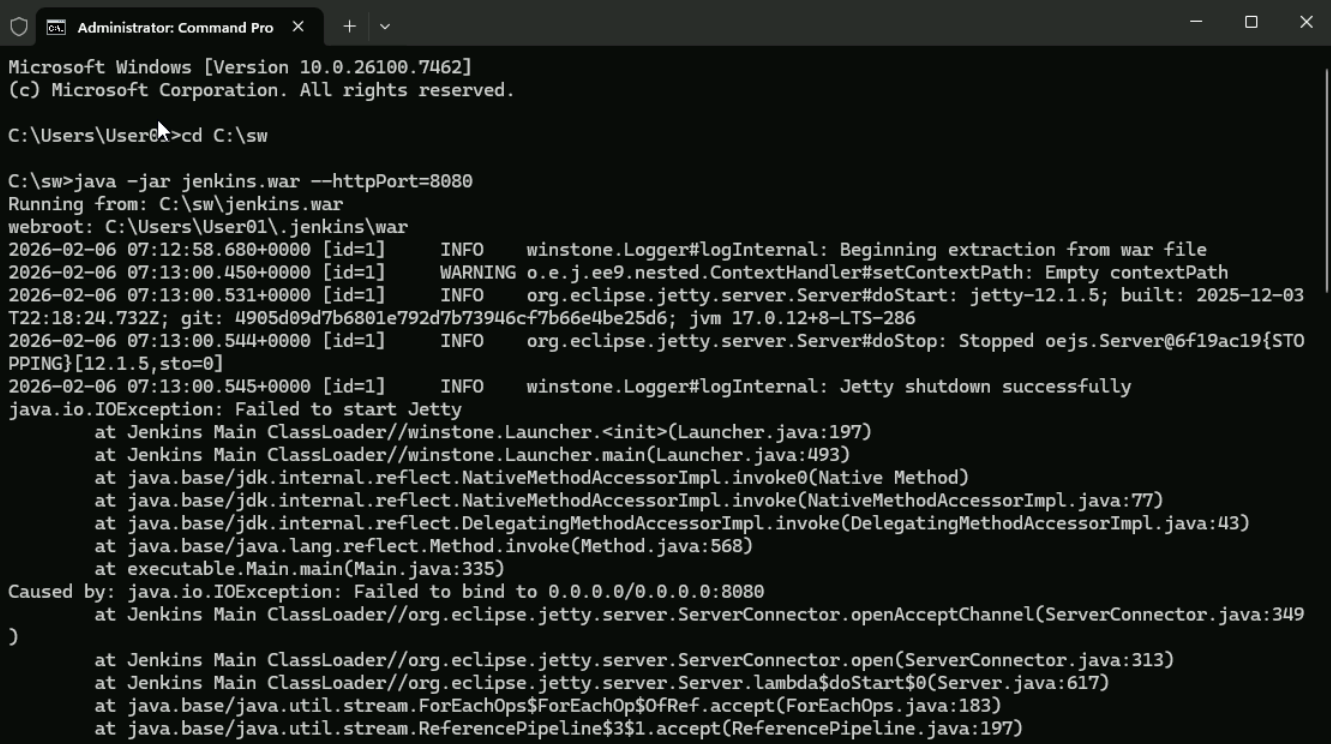 Administrator: Command Pro
Microsoft Windows [Version 10.0.26100.7462]
(c) Microsoft Corporation. All rights reserved.
C:\Users\User01>cd C:\sw
C:\sw>java -jar jenkins.war --httpPort=8080
Running from: C:\sw\jenkins.war
webroot: C:\Users\User01\.jenkins\war
2026-02-06 07:12:58.680+0000 [id=1]     INFO    winstone.Logger#logInternal: Beginning extraction from war file
2026-02-06 07:13:00.450+0000 [id=1]     WARNING o.e.j.ee9.nested.ContextHandler#setContextPath: Empty contextPath
2026-02-06 07:13:00.531+0000 [id=1]     INFO    org.eclipse.jetty.server.Server#doStart: jetty-12.1.5; built: 2025-12-03
T22:18:24.732Z; git: 4905d09d7b6801e792d7b73946cf7b66e4be25d6; jvm 17.0.12+8-LTS-286
2026-02-06 07:13:00.544+0000 [id=1]     INFO    org.eclipse.jetty.server.Server#doStop: Stopped oejs.Server@6f19ac19{STO
PPING}[12.1.5,sto=0]
2026-02-06 07:13:00.545+0000 [id=1]     INFO    winstone.Logger#logInternal: Jetty shutdown successfully
java.io.IOException: Failed to start Jetty
        at Jenkins Main ClassLoader//winstone.Launcher.<init>(Launcher.java:197)
        at Jenkins Main ClassLoader//winstone.Launcher.main(Launcher.java:493)
        at java.base/jdk.internal.reflect.NativeMethodAccessorImpl.invoke0(Native Method)
        at java.base/jdk.internal.reflect.NativeMethodAccessorImpl.invoke(NativeMethodAccessorImpl.java:77)
        at java.base/jdk.internal.reflect.DelegatingMethodAccessorImpl.invoke(DelegatingMethodAccessorImpl.java:43)
        at java.base/java.lang.reflect.Method.invoke(Method.java:568)
        at executable.Main.main(Main.java:335)
Caused by: java.io.IOException: Failed to bind to 0.0.0.0/0.0.0.0:8080
        at Jenkins Main ClassLoader//org.eclipse.jetty.server.ServerConnector.openAcceptChannel(ServerConnector.java:349
)
        at Jenkins Main ClassLoader//org.eclipse.jetty.server.ServerConnector.open(ServerConnector.java:313)
        at Jenkins Main ClassLoader//org.eclipse.jetty.server.Server.lambda$doStart$0(Server.java:617)
        at java.base/java.util.stream.ForEachOps$ForEachOp$OfRef.accept(ForEachOps.java:183)
        at java.base/java.util.stream.ReferencePipeline$3$1.accept(ReferencePipeline.java:197)